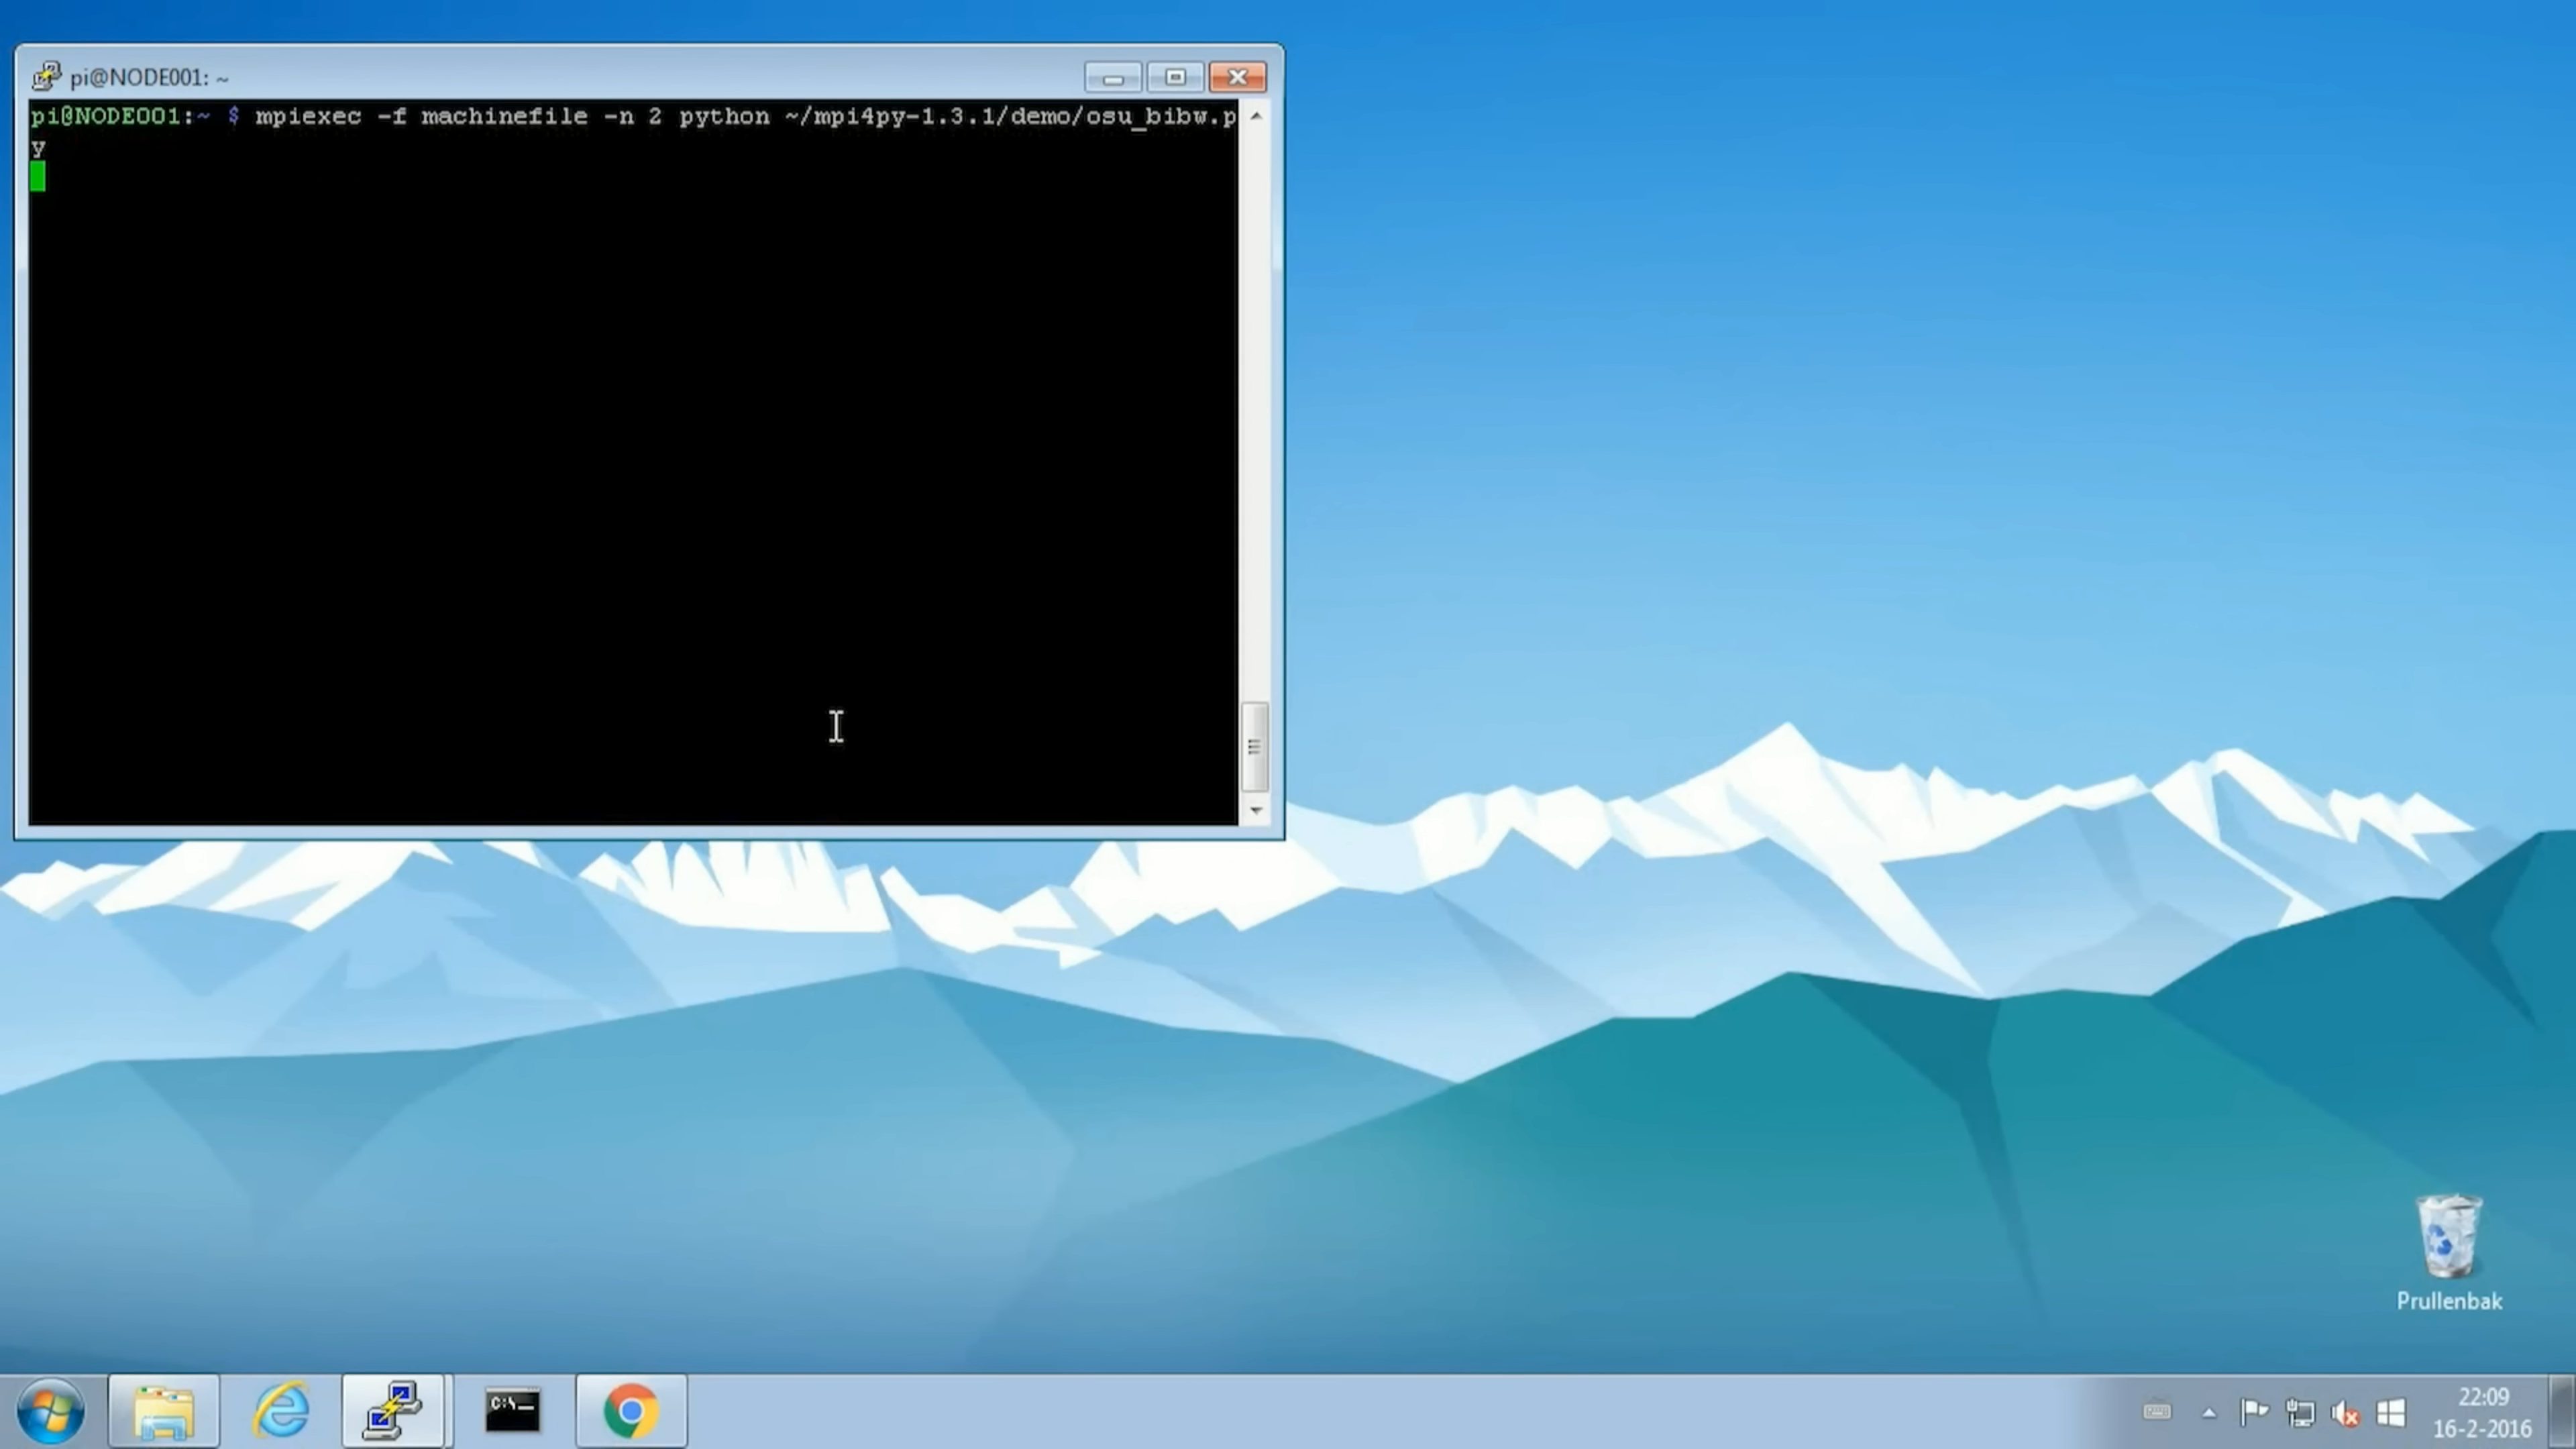 pi@NODE001: ~
pi@NODE001:~ $ mpiexec -f machinefile -n 2 python ~/mpi4py-1.3.1/demo/osu_bibw.p
y
Prullenbak
C:\_
22:09
16-2-2016